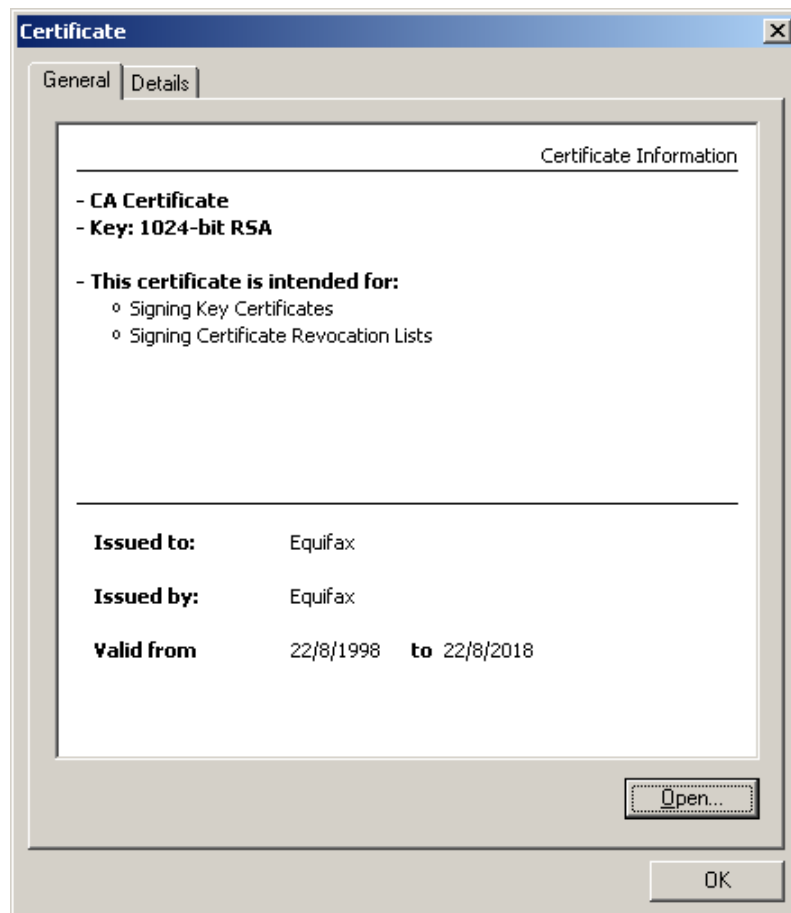 Certificate
General Details
Certificate Information
- CA Certificate
- Key: 1024-bit RSA
- This certificate is intended for:
Signing Key Certificates
Signing Certificate Revocation Lists
Issued to: Equifax
Issued by: Equifax
Valid from 22/8/1998 to 22/8/2018
Open...
OK